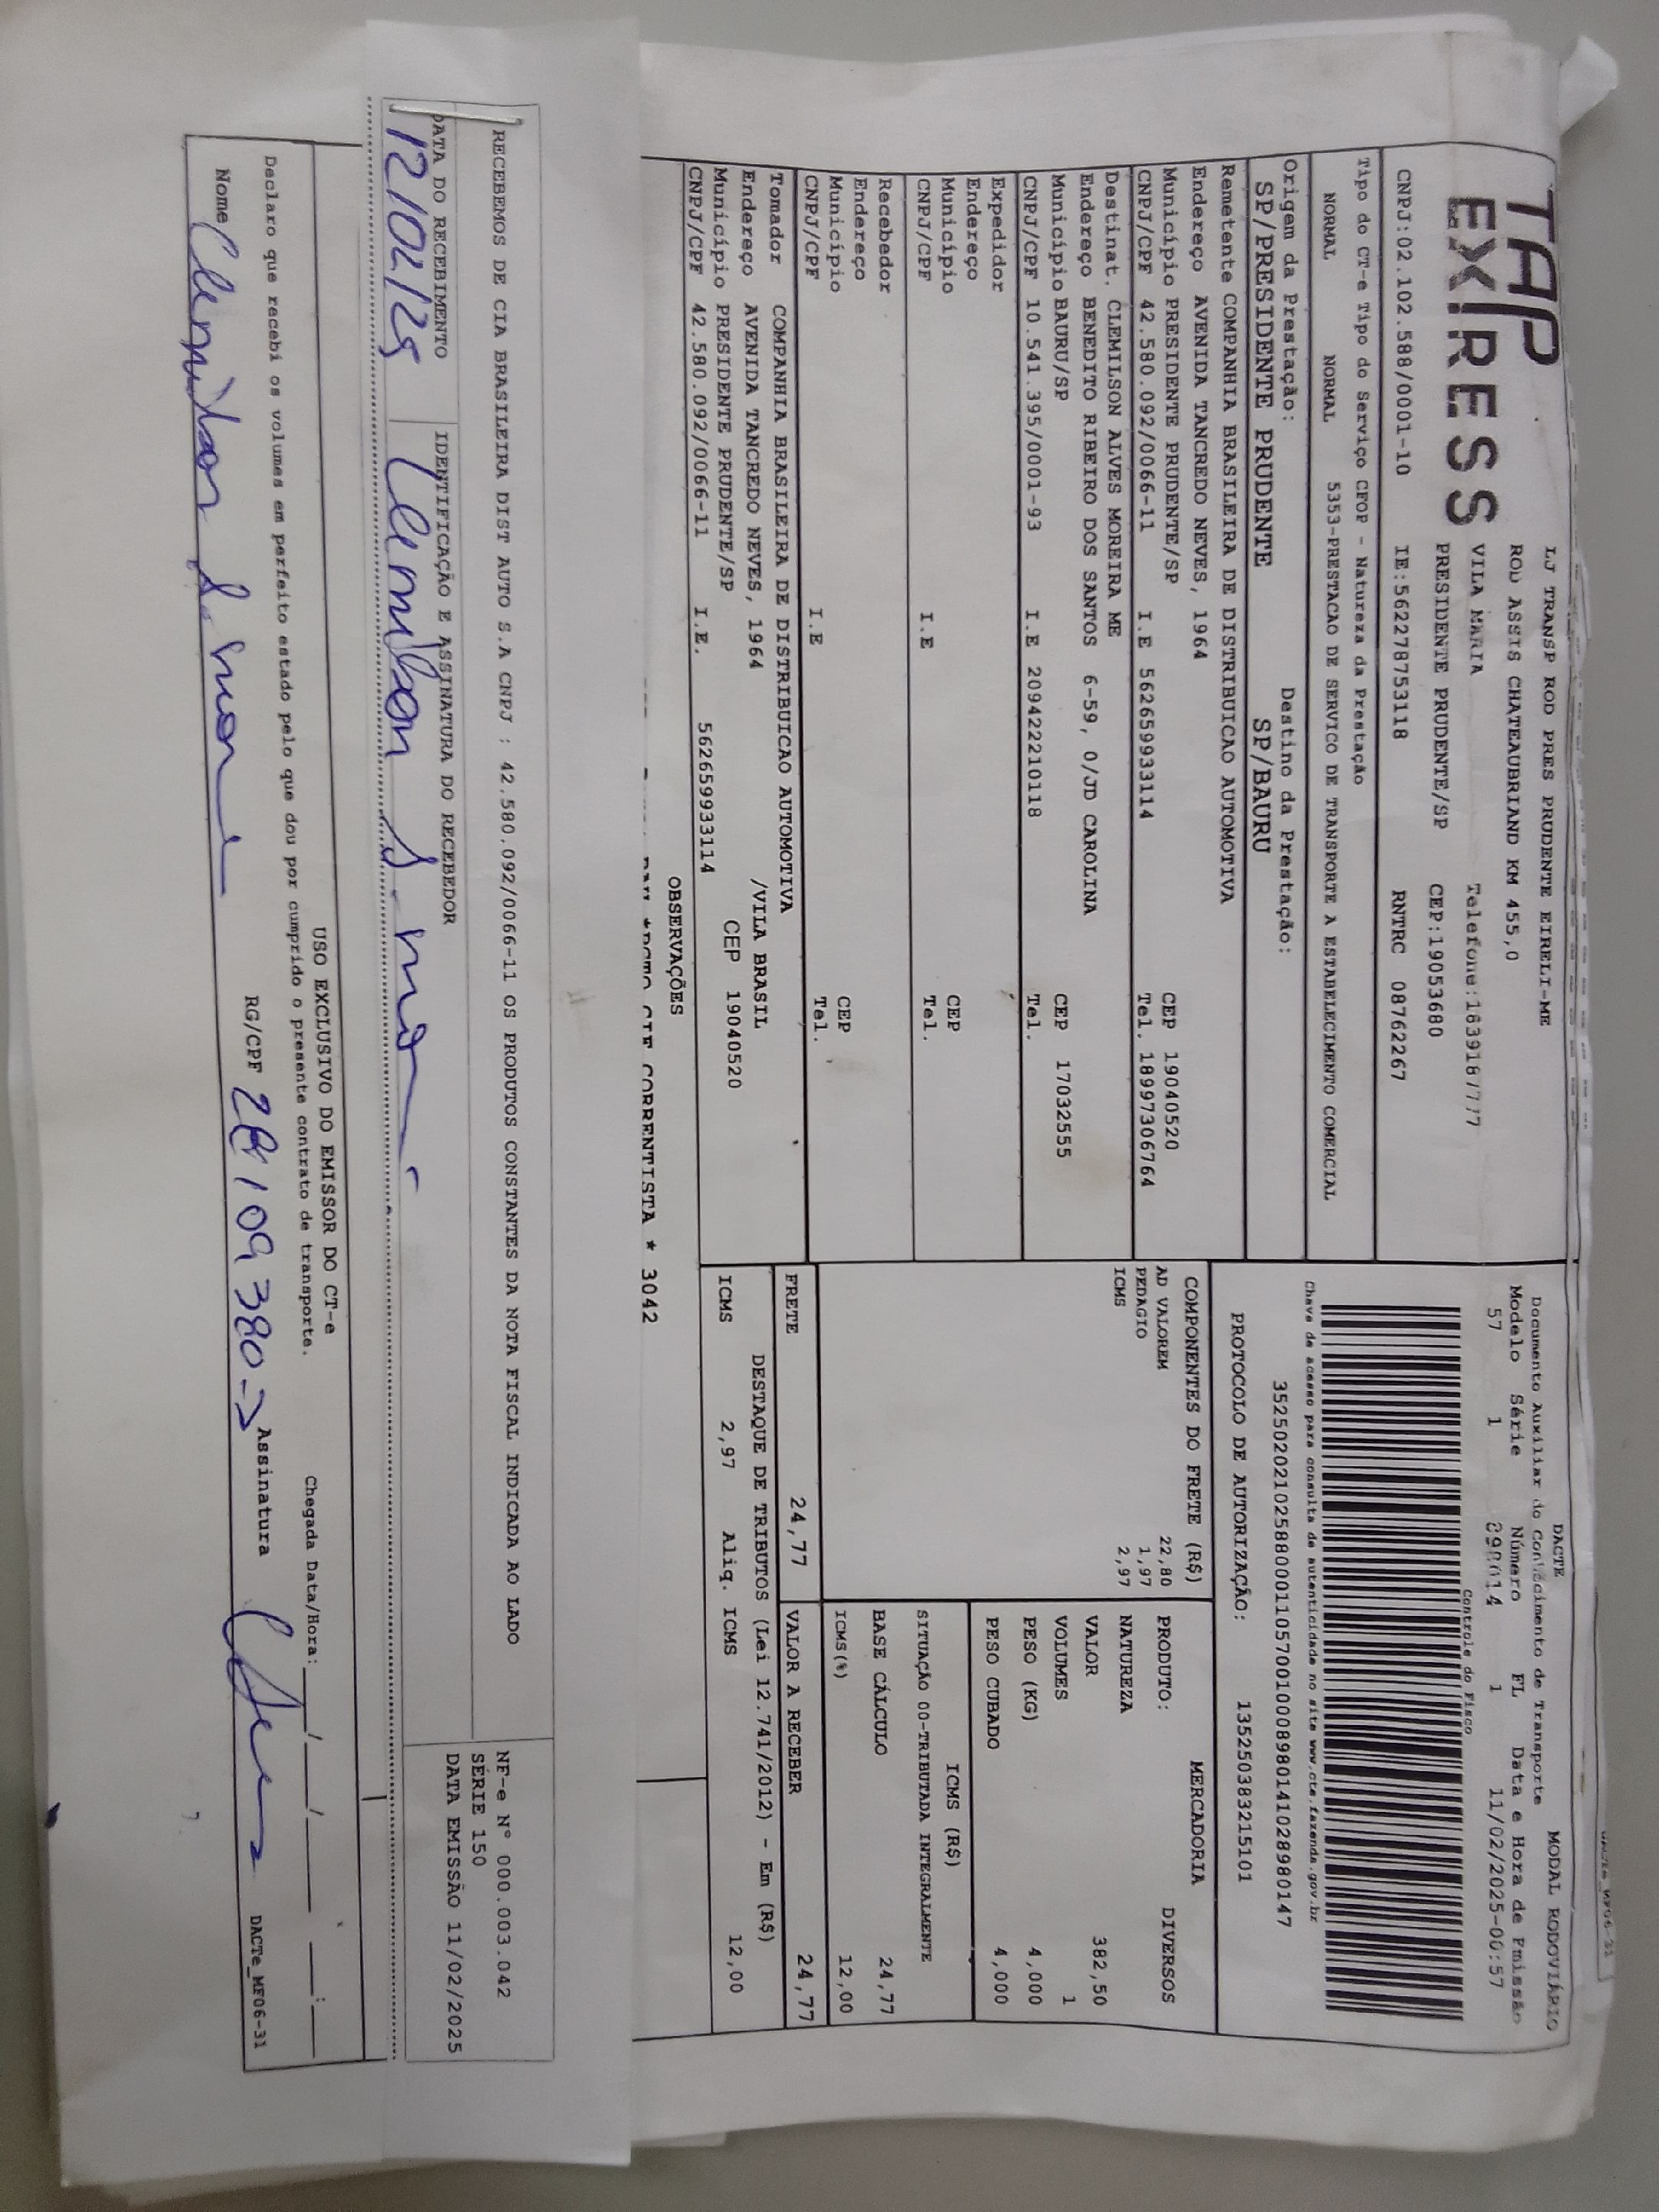 TAP EXPRESS
LJ TRANSP ROD PRES PRUDENTE EIRELI-ME
ROD ASSIS CHATEAUBRIAND KM 455,0
VILA MARIA Telefone:1639187777
PRESIDENTE PRUDENTE/SP CEP:19053680
CNPJ:02.102.588/0001-10 IE:562278753118 RNTRC 08762267
DACTE MODAL RODOVIÁRIO
Documento Auxiliar do Conhecimento de Transporte
Modelo Série Número FL Data e Hora de Emissão
57 1 898014 1 11/02/2025-00:57
Controle do Fisco
Chave de acesso para consulta de autenticidade no site www.cte.fazenda.gov.br
35250202102588000110570010008980141028980147
PROTOCOLO DE AUTORIZAÇÃO: 135250383215101
Tipo do CT-e Tipo do Serviço CFOP - Natureza da Prestação
NORMAL NORMAL 5353-PRESTACAO DE SERVICO DE TRANSPORTE A ESTABELECIMENTO COMERCIAL
Origem da Prestação: Destino da Prestação:
SP/PRESIDENTE PRUDENTE SP/BAURU
Remetente COMPANHIA BRASILEIRA DE DISTRIBUICAO AUTOMOTIVA
Endereço AVENIDA TANCREDO NEVES, 1964
Município PRESIDENTE PRUDENTE/SP CEP 19040520
CNPJ/CPF 42.580.092/0066-11 I.E 562659933114 Tel. 18997306764
Destinat. CLEMILSON ALVES MOREIRA ME
Endereço BENEDITO RIBEIRO DOS SANTOS 6-59, 0/JD CAROLINA
Município BAURU/SP CEP 17032555
CNPJ/CPF 10.541.395/0001-93 I.E 209422210118 Tel.
Expedidor
Endereço
Município CEP
CNPJ/CPF I.E Tel.
Recebedor
Endereço
Município CEP
CNPJ/CPF I.E Tel.
Tomador COMPANHIA BRASILEIRA DE DISTRIBUICAO AUTOMOTIVA
Endereço AVENIDA TANCREDO NEVES, 1964 /VILA BRASIL
Município PRESIDENTE PRUDENTE/SP CEP 19040520
CNPJ/CPF 42.580.092/0066-11 I.E. 562659933114
COMPONENTES DO FRETE (R$)
AD VALOREM 22,80
PEDAGIO 1,97
ICMS 2,97
MERCADORIA
PRODUTO: DIVERSOS
NATUREZA
VALOR 382,50
VOLUMES 1
PESO (KG) 4,000
PESO CUBADO 4,000
ICMS (R$)
SITUAÇÃO 00-TRIBUTADA INTEGRALMENTE
BASE CÁLCULO 24,77
ICMS(%) 12,00
FRETE 24,77 VALOR A RECEBER 24,77
DESTAQUE DE TRIBUTOS (Lei 12.741/2012) - Em (R$)
ICMS 2,97 Aliq. ICMS 12,00
OBSERVAÇÕES
CIF CORRENTISTA * 3042
RECEBEMOS DE CIA BRASILEIRA DIST AUTO S.A CNPJ : 42.580.092/0066-11 OS PRODUTOS CONSTANTES DA NOTA FISCAL INDICADA AO LADO
NF-e N° 000.003.042
SÉRIE 150
DATA EMISSÃO 11/02/2025
DATA DO RECEBIMENTO IDENTIFICAÇÃO E ASSINATURA DO RECEBEDOR
12/02/25 Clemilson A.
USO EXCLUSIVO DO EMISSOR DO CT-e
Declaro que recebi os volumes em perfeito estado pelo que dou por cumprido o presente contrato de transporte. Chegada Data/Hora: ___/___/___ ___:___
Nome Clemilson A. RG/CPF Assinatura
DACTe_MF06-31